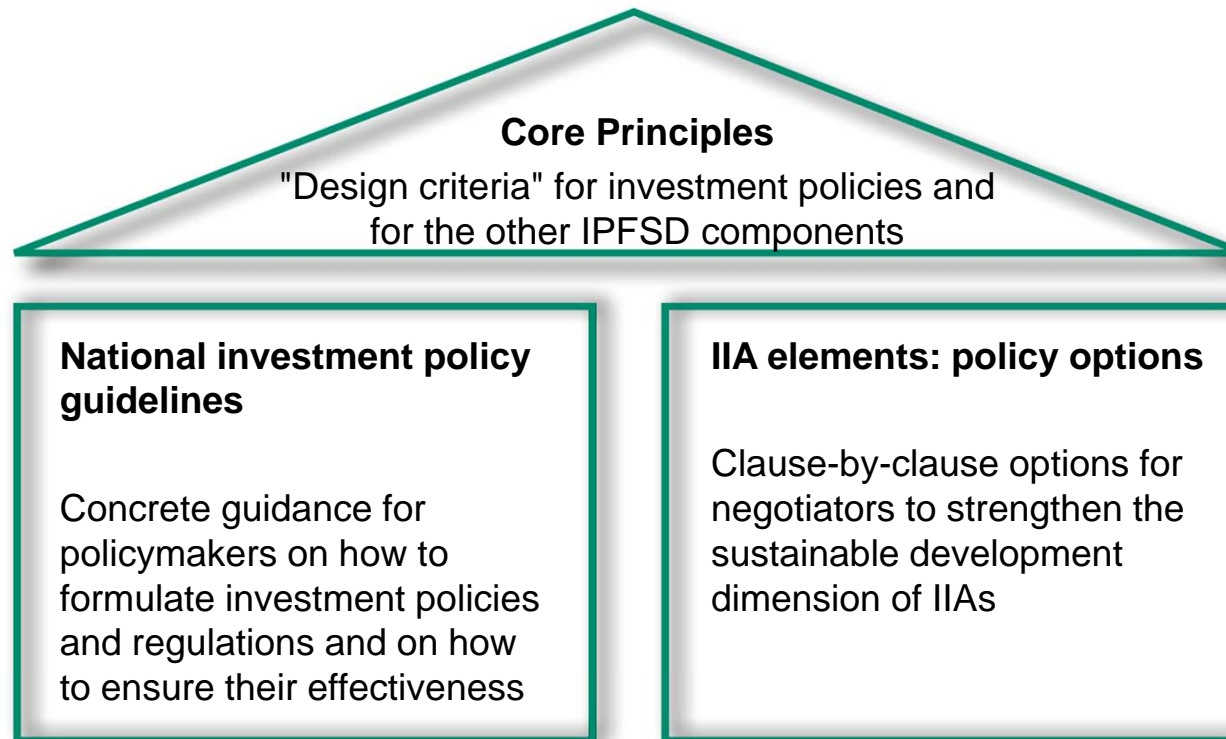 Core Principles
"Design criteria" for investment policies and
for the other IPFSD components
National investment policy
guidelines
Concrete guidance for
policymakers on how to
formulate investment policies
and regulations and on how
to ensure their effectiveness
IIA elements: policy options
Clause-by-clause options for
negotiators to strengthen the
sustainable development
dimension of IIAs